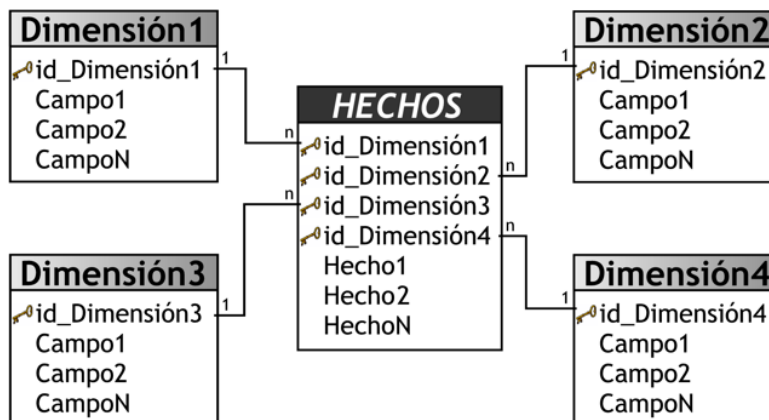 Dimensión1
id_Dimensión1
Campo1
Campo2
CampoN
1
n
Dimensión2
id_Dimensión2
Campo1
Campo2
CampoN
1
n
HECHOS
id_Dimensión1
id_Dimensión2
id_Dimensión3
id_Dimensión4
Hecho1
Hecho2
HechoN
Dimensión3
id_Dimensión3
Campo1
Campo2
CampoN
1
n
Dimensión4
id_Dimensión4
Campo1
Campo2
CampoN
1
n